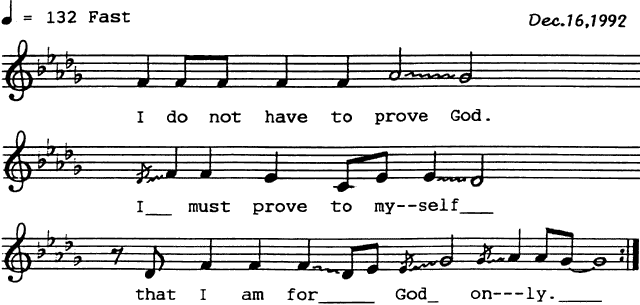 ♩ = 132 Fast
Dec.16,1992
I do not have to prove God.
I__ must prove to my--self___
that I am for_____ God_ on---ly.____